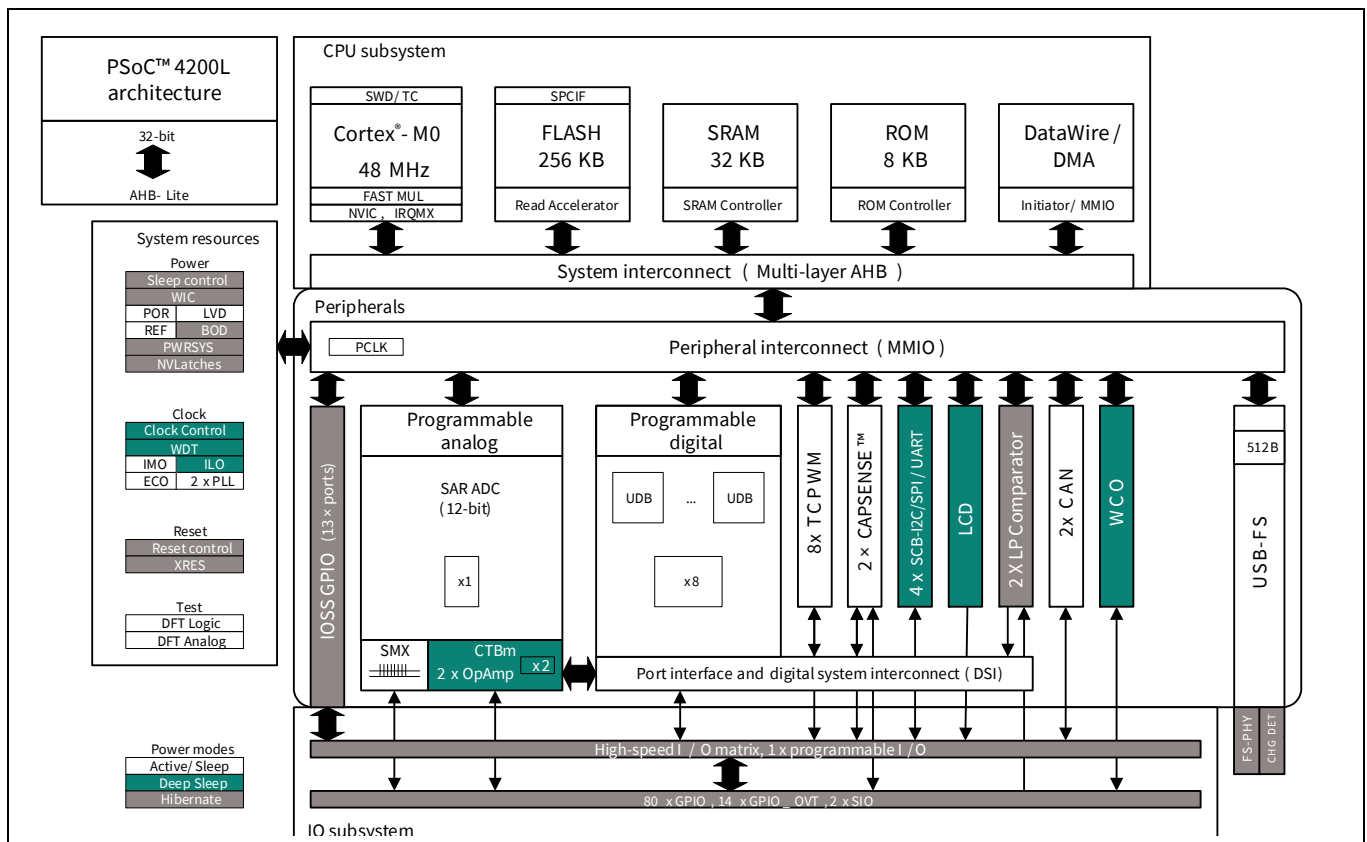 PSoC™ 4200L
architecture
32-bit
AHB- Lite
CPU subsystem
SWD/ TC
Cortex®- M0
48 MHz
FAST MUL
NVIC , IRQMX
SPCIF
FLASH
256 KB
Read Accelerator
SRAM
32 KB
SRAM Controller
ROM
8 KB
ROM Controller
DataWire /
DMA
Initiator/ MMIO
System interconnect ( Multi-layer AHB )
System resources
Power
Sleep control
WIC
POR LVD
REF BOD
PWRSYS
NVLatches
Clock
Clock Control
WDT
IMO ILO
ECO 2 x PLL
Reset
Reset control
XRES
Test
DFT Logic
DFT Analog
Peripherals
PCLK
Peripheral interconnect ( MMIO )
IOSS GPIO (13 × ports)
Programmable
analog
SAR ADC
( 12-bit)
x1
SMX
CTBm
2 x OpAmp
x2
Programmable
digital
UDB ... UDB
x8
8x TCPWM
2 × CAPSENSE™
4 x SCB-I2C/SPI / UART
LCD
2 X LP Comparator
2x CAN
WCO
512B
USB-FS
FS-PHY
CHG DET
Port interface and digital system interconnect ( DSI)
High-speed I / O matrix, 1 x programmable I / O
80 x GPIO , 14 x GPIO_ OVT , 2 x SIO
IO subsystem
Power modes
Active/ Sleep
Deep Sleep
Hibernate